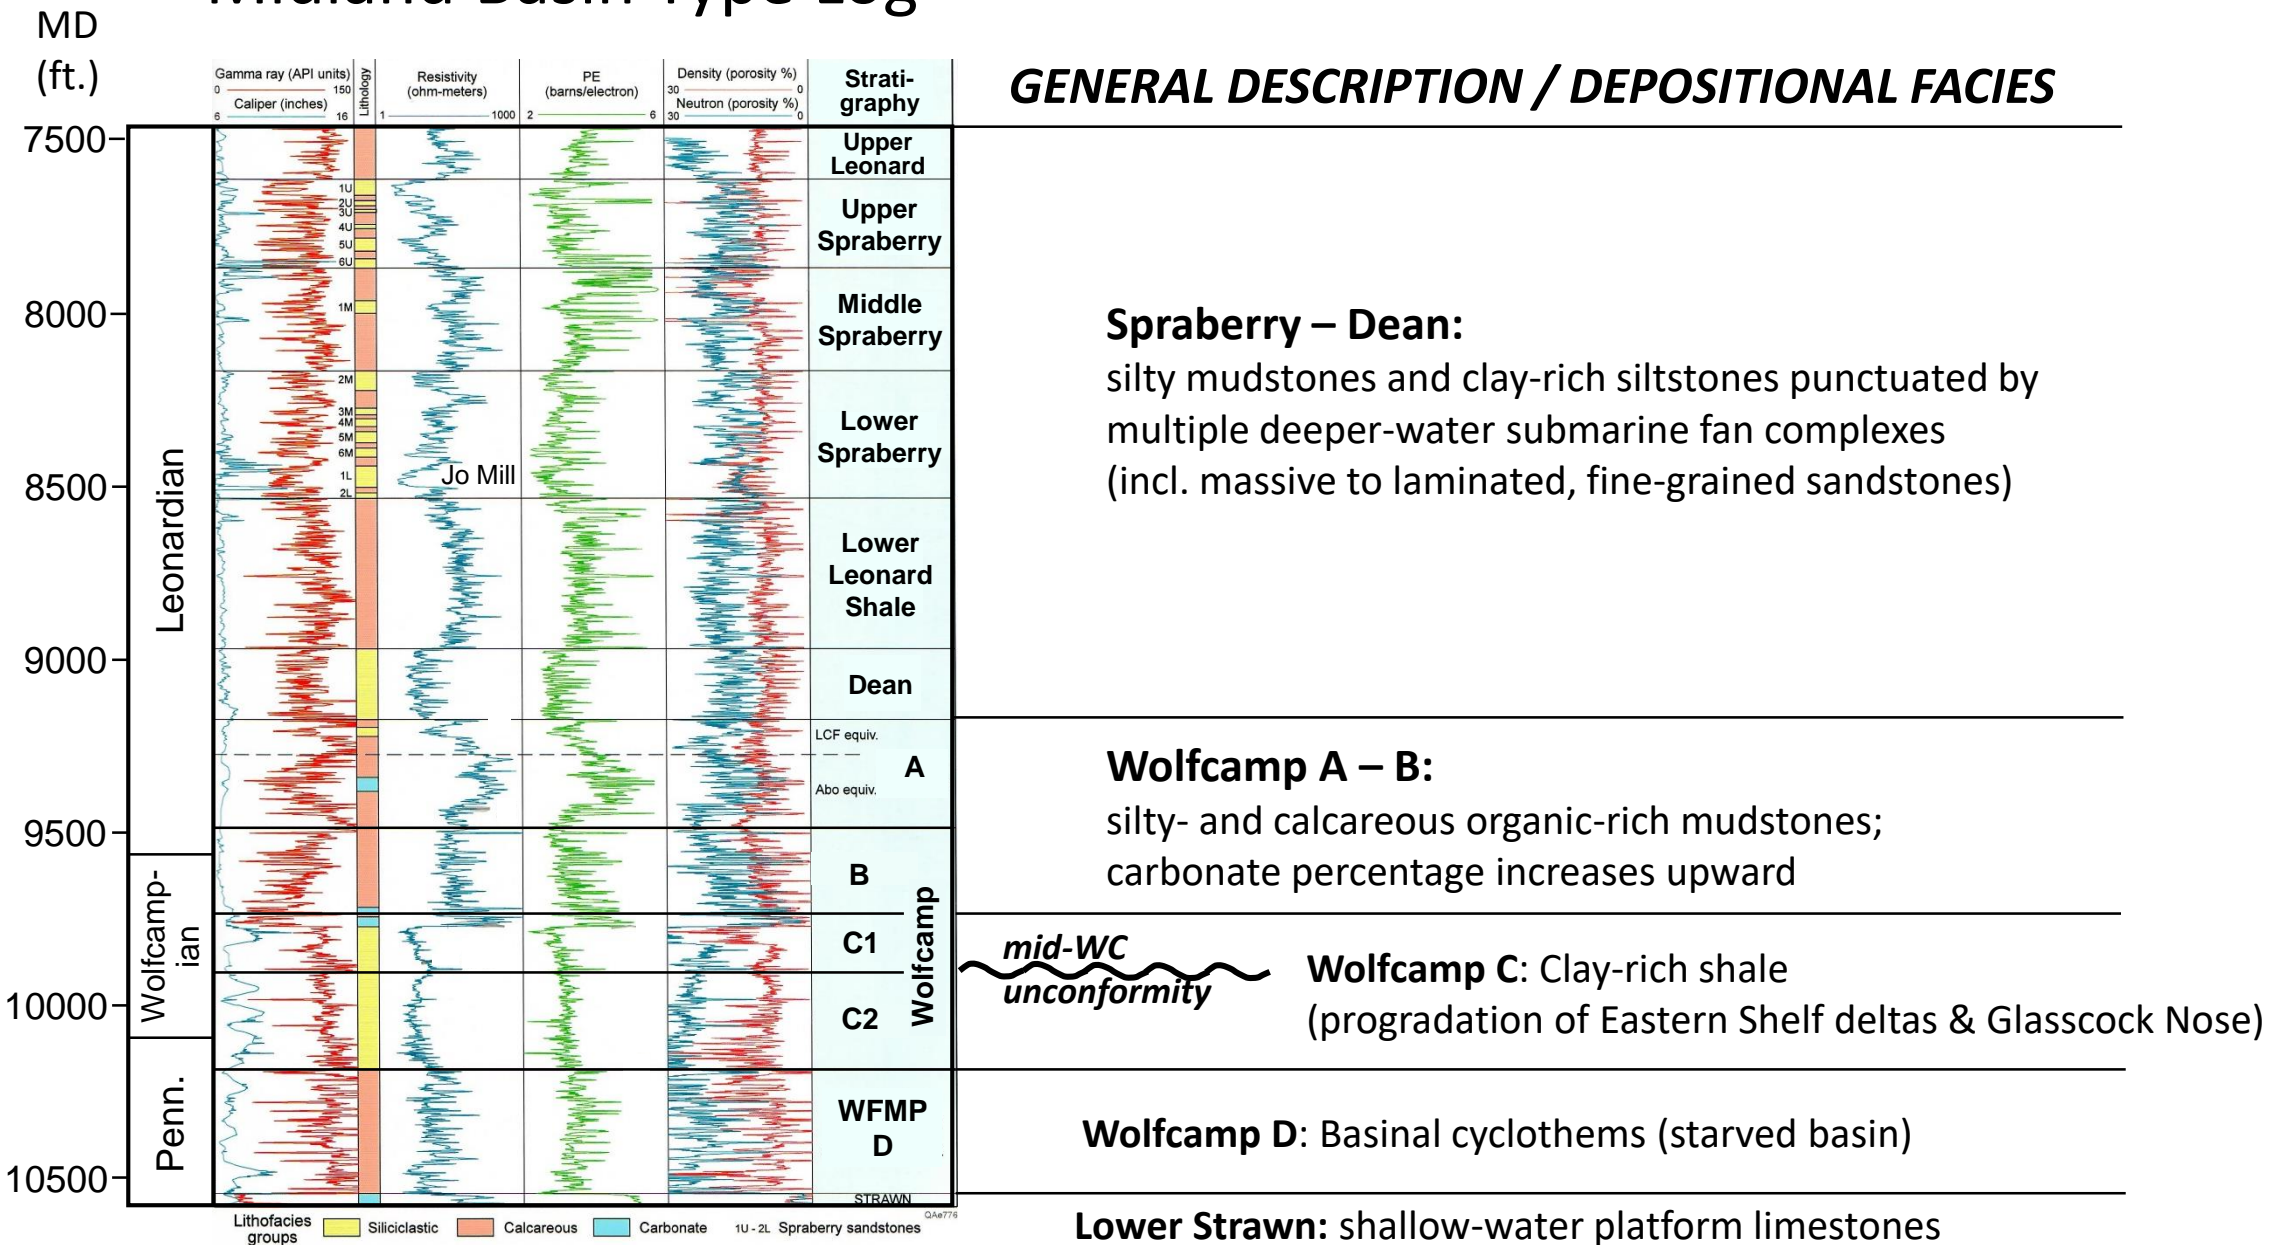 Midland Basin Type Log
MD
(ft.)
Gamma ray (API units)
0 150
Caliper (inches)
6 16
Lithology
Resistivity
(ohm-meters)
1 1000
PE
(barns/electron)
2 6
Density (porosity %)
30 0
Neutron (porosity %)
30 0
Strati-
graphy
GENERAL DESCRIPTION / DEPOSITIONAL FACIES
7500
8000
8500
9000
9500
10000
10500
Leonardian
Wolfcamp-
ian
Penn.
1U
2U
3U
4U
5U
6U
1M
2M
3M
4M
5M
6M
1L
2L
Jo Mill
Upper
Leonard
Upper
Spraberry
Middle
Spraberry
Lower
Spraberry
Lower
Leonard
Shale
Dean
LCF equiv.
A
Abo equiv.
B
C1
C2
Wolfcamp
WFMP
D
STRAWN
Spraberry – Dean:
silty mudstones and clay-rich siltstones punctuated by
multiple deeper-water submarine fan complexes
(incl. massive to laminated, fine-grained sandstones)
Wolfcamp A – B:
silty- and calcareous organic-rich mudstones;
carbonate percentage increases upward
mid-WC
unconformity
Wolfcamp C: Clay-rich shale
(progradation of Eastern Shelf deltas & Glasscock Nose)
Wolfcamp D: Basinal cyclothems (starved basin)
Lower Strawn: shallow-water platform limestones
Lithofacies
groups
Siliciclastic
Calcareous
Carbonate
1U - 2L Spraberry sandstones
QAe776